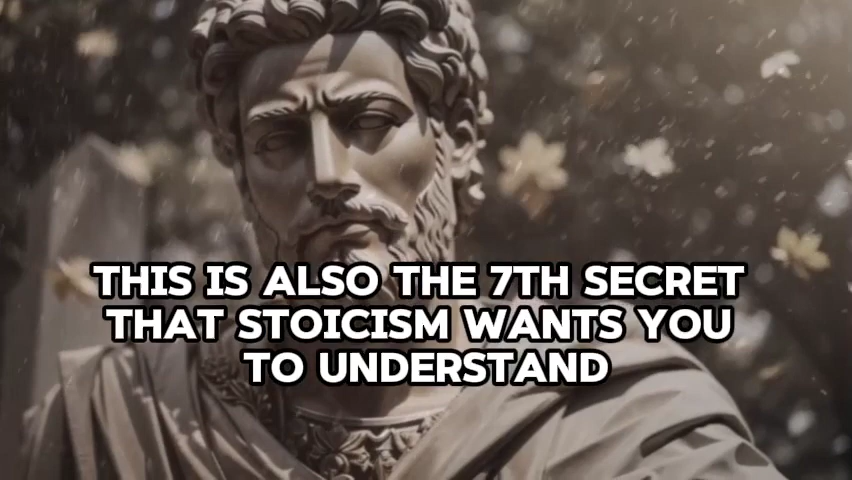 THIS IS ALSO THE 7TH SECRET
THAT STOICISM WANTS YOU
TO UNDERSTAND